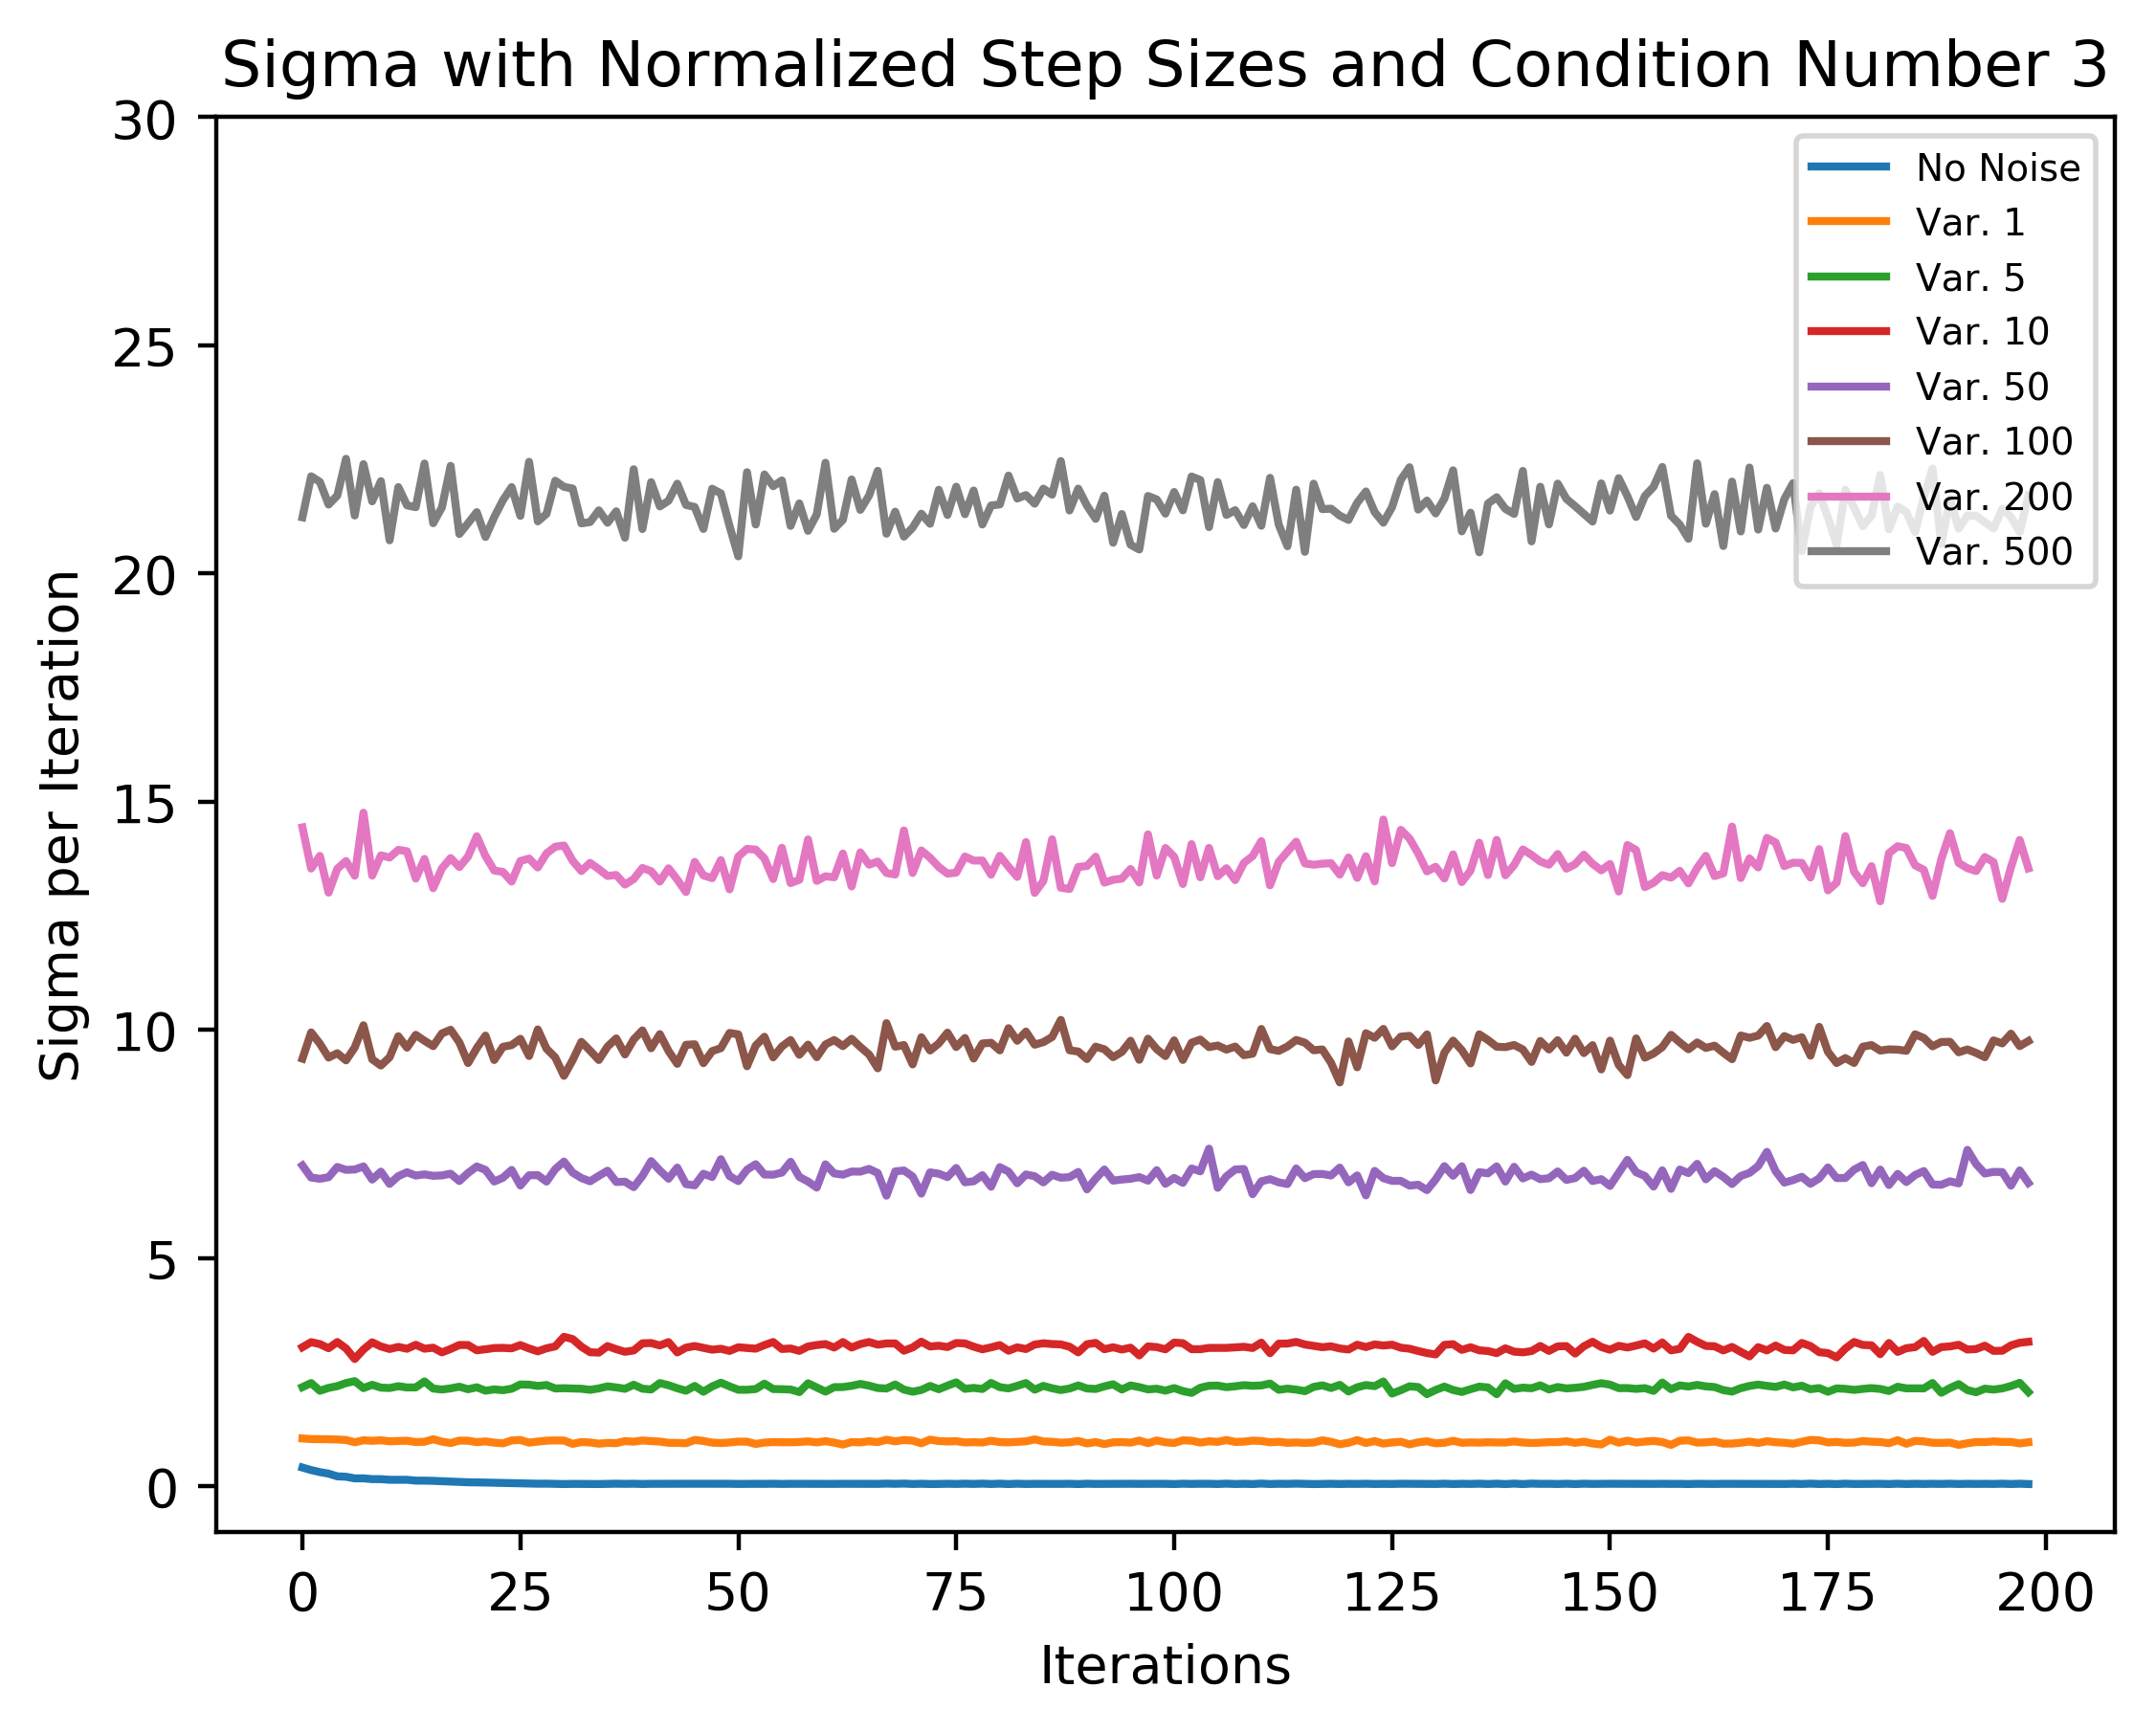 Sigma with Normalized Step Sizes and Condition Number 3
30
25
20
15
10
5
0
Sigma per Iteration
No Noise
Var. 1
Var. 5
Var. 10
Var. 50
Var. 100
Var. 200
Var. 500
0 25 50 75 100 125 150 175 200
Iterations